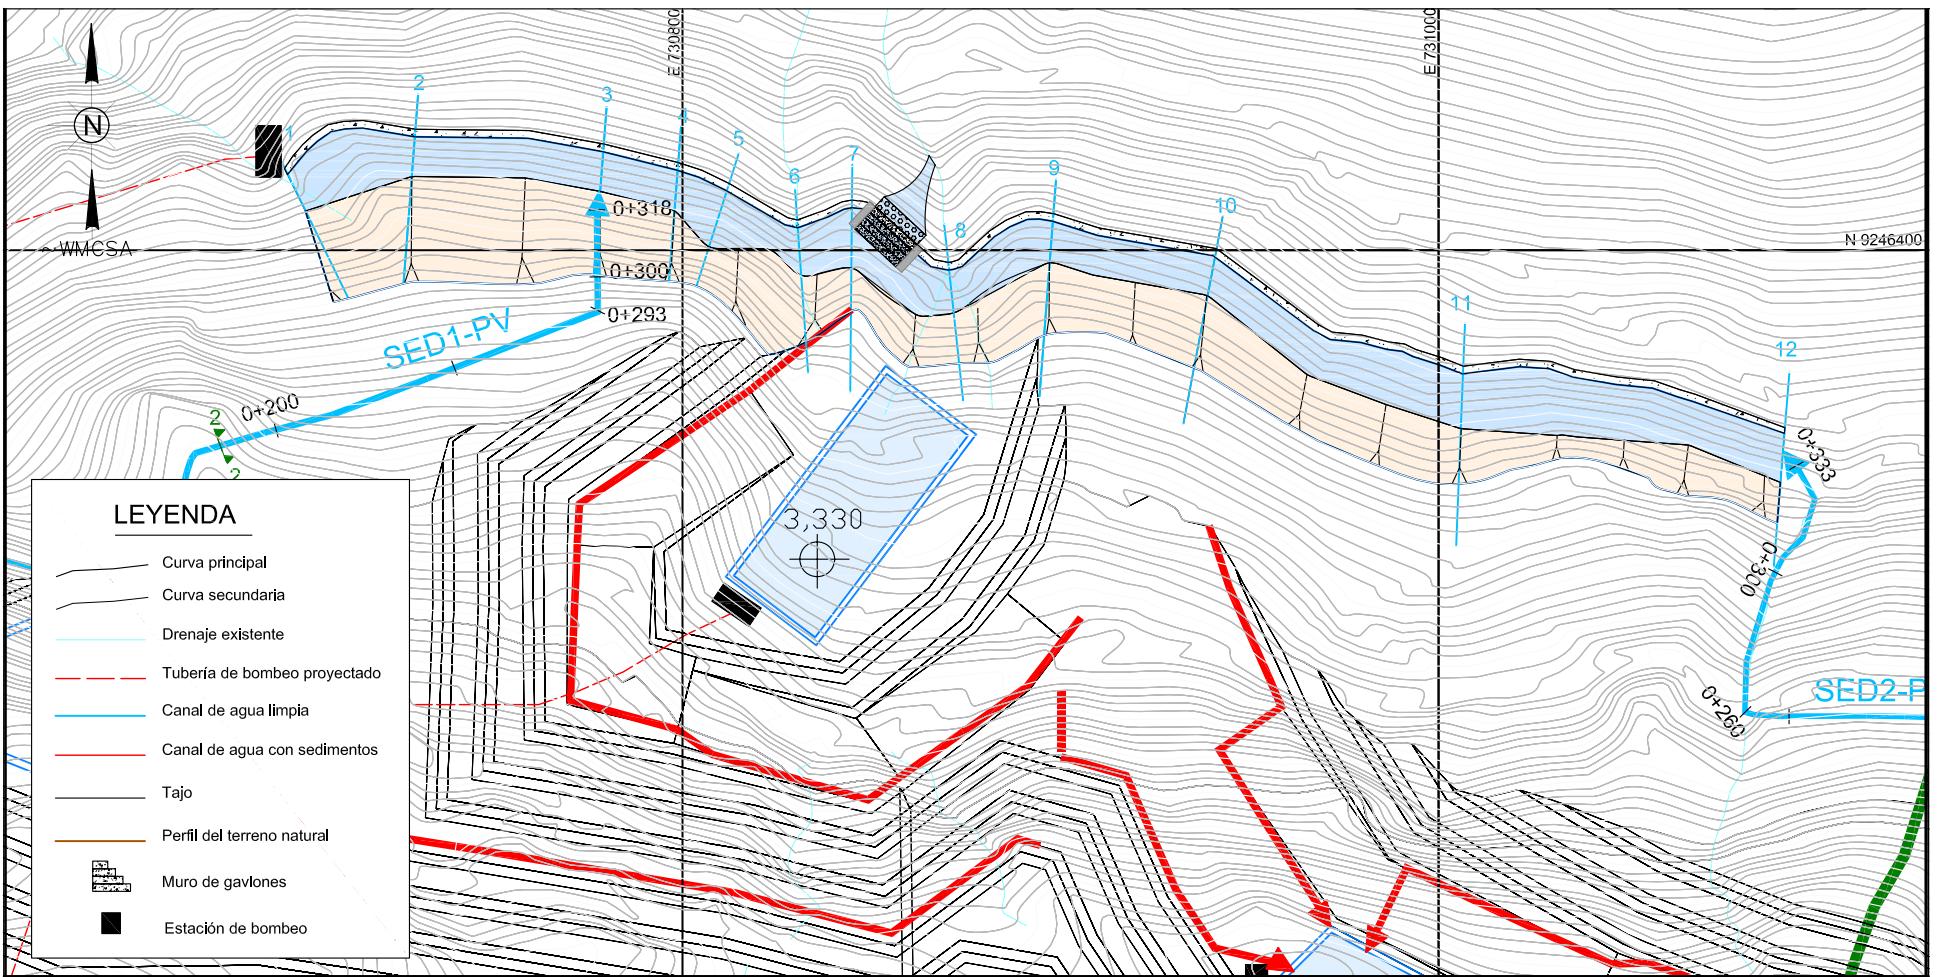 E 730800
E 731000
N
WMCSA
N 9246400
1
2
3
4
5
6
7
8
9
10
11
12
0+318
0+300
0+293
SED1-PV
0+200
2
2
3,330
0+333
0+300
0+260
SED2-P
LEYENDA
Curva principal
Curva secundaria
Drenaje existente
Tubería de bombeo proyectado
Canal de agua limpia
Canal de agua con sedimentos
Tajo
Perfil del terreno natural
Muro de gaviones
Estación de bombeo